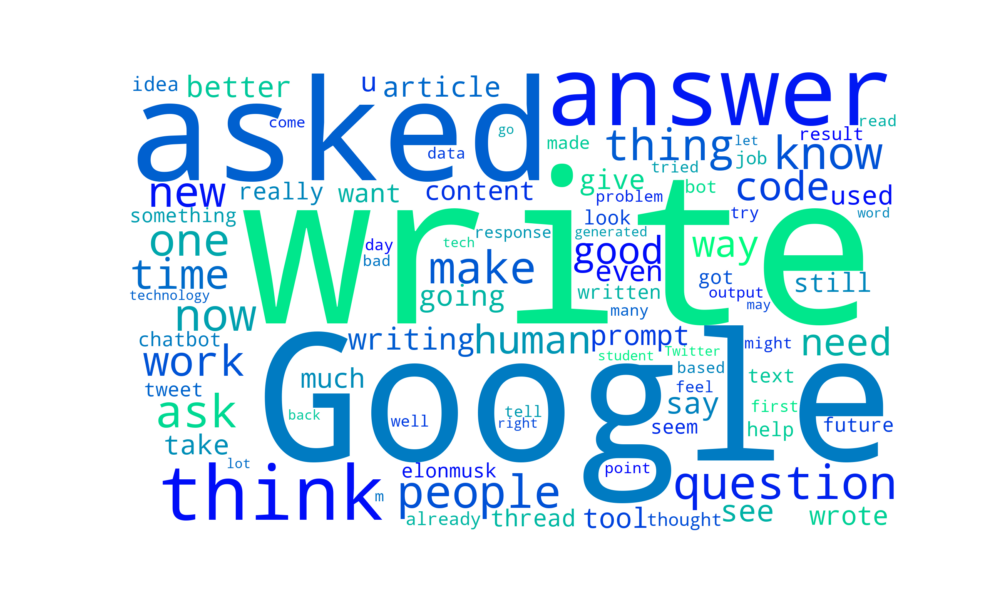 idea better u article answer
asked come go data made thing let result read
job know
new really want content give tried bot code used
problem
something look try word
one write day tech response generated good way
time bad make even got still
technology going written output may
now many
chatbot writing human prompt might need
work Google student Twitter
much based text
tweet feel
ask back well tell say first
right seem help future
take
lot elonmusk point
think m people question
already thread tool thought see wrote